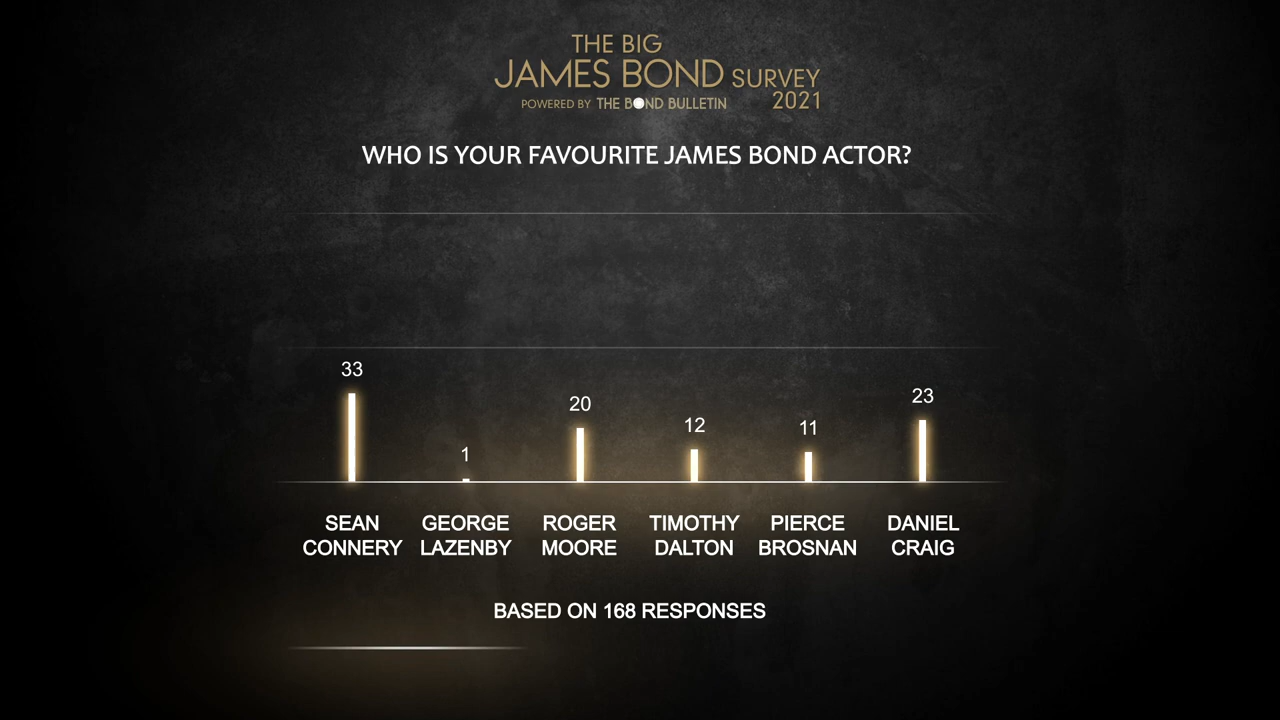 THE BIG
JAMES BOND SURVEY
POWERED BY THE BOND BULLETIN 2021
WHO IS YOUR FAVOURITE JAMES BOND ACTOR?
33
1
20
12
11
23
SEAN CONNERY
GEORGE LAZENBY
ROGER MOORE
TIMOTHY DALTON
PIERCE BROSNAN
DANIEL CRAIG
BASED ON 168 RESPONSES